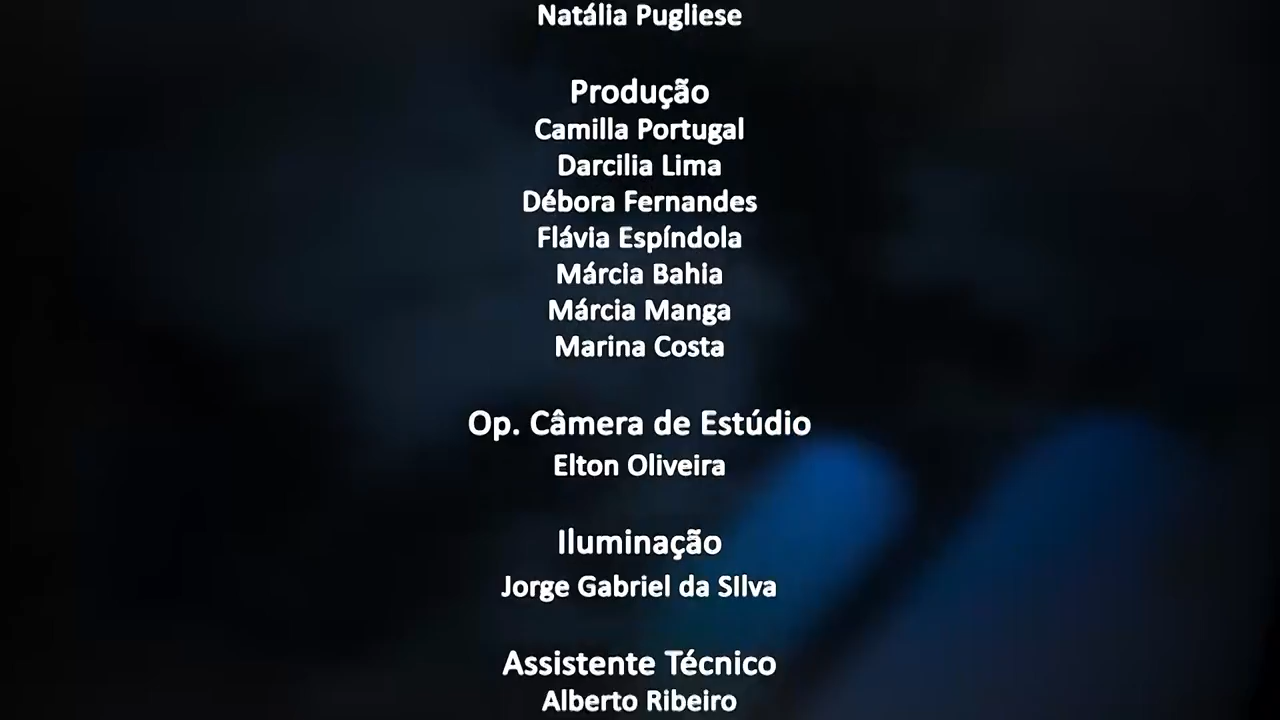 Natália Pugliese
Produção
Camilla Portugal
Darcilia Lima
Débora Fernandes
Flávia Espíndola
Márcia Bahia
Márcia Manga
Marina Costa
Op. Câmera de Estúdio
Elton Oliveira
Iluminação
Jorge Gabriel da SIlva
Assistente Técnico
Alberto Ribeiro